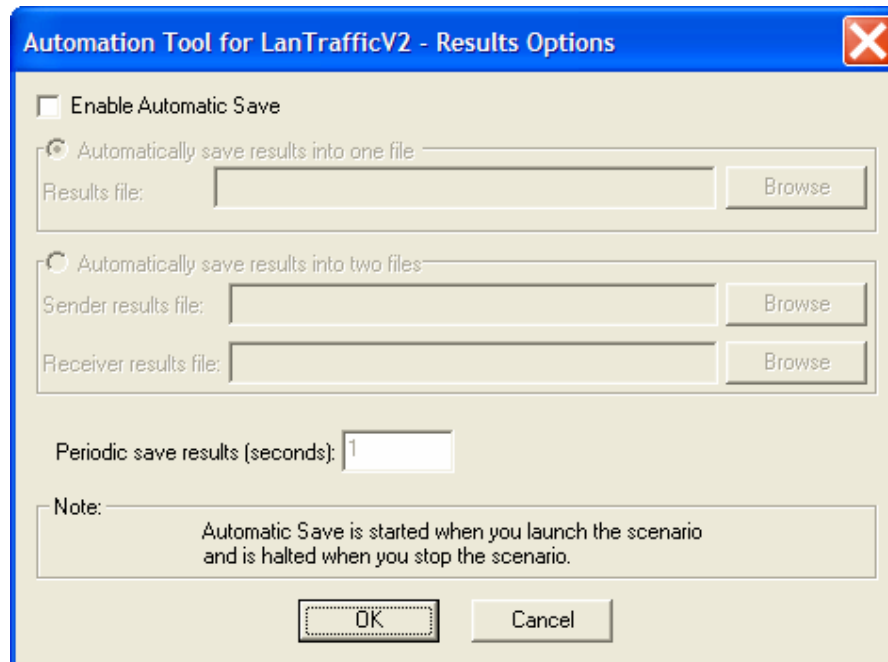 Automation Tool for LanTrafficV2 - Results Options
Enable Automatic Save
Automatically save results into one file
Results file:
Browse
Automatically save results into two files
Sender results file:
Browse
Receiver results file:
Browse
Periodic save results (seconds): 1
Note:
Automatic Save is started when you launch the scenario
and is halted when you stop the scenario.
OK
Cancel